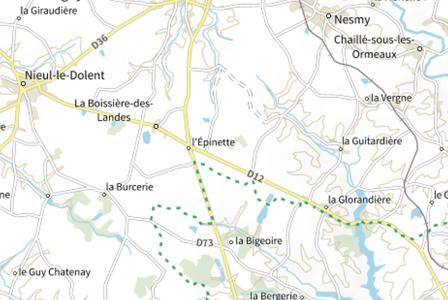 la Giraudière
Nesmy
D36
Chaillé-sous-les-
Ormeaux
Nieul-le-Dolent
La Boissière-des-
Landes
la Vergne
l'Épinette
la Guitardière
D12
la Burcerie
la Glorandière
D73
la Bigeoire
le Guy Chatenay
la Bergerie